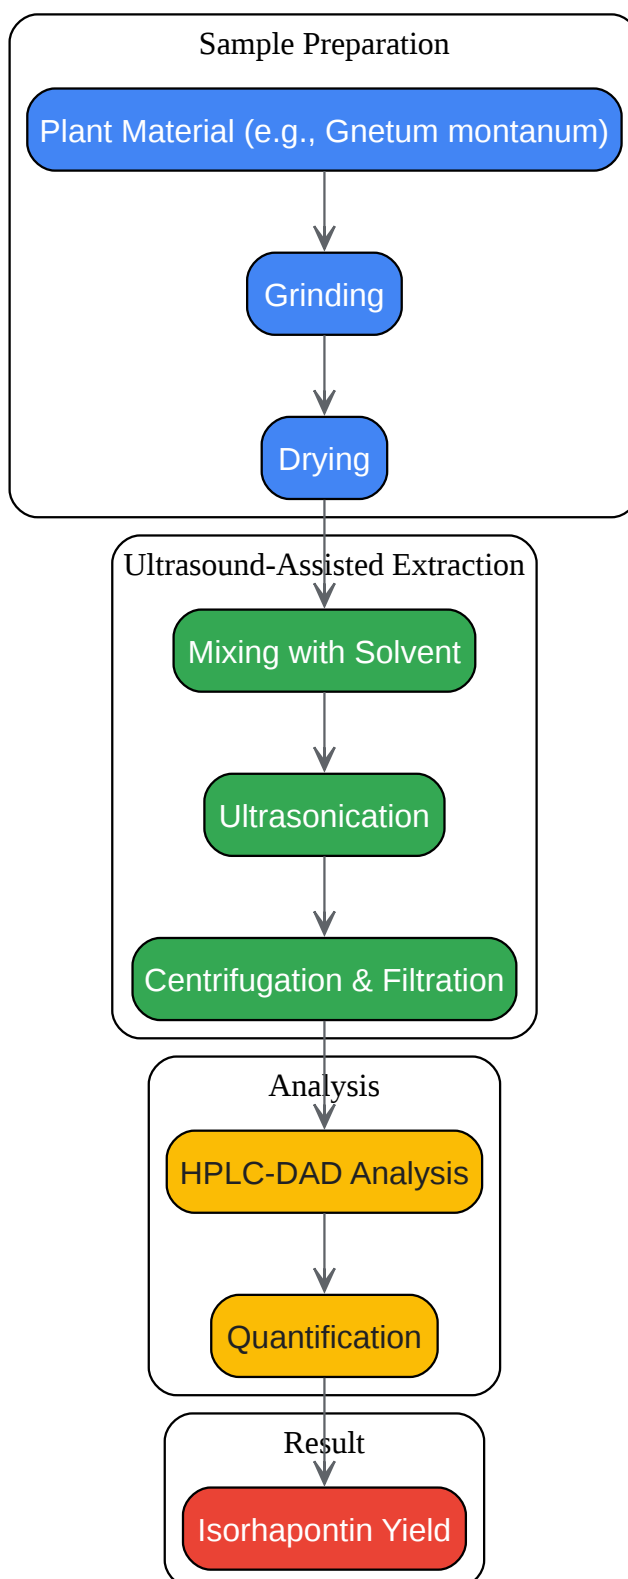 Sample Preparation
Plant Material (e.g., Gnetum montanum)
Grinding
Drying
Ultrasound-Assisted Extraction
Mixing with Solvent
Ultrasonication
Centrifugation & Filtration
Analysis
HPLC-DAD Analysis
Quantification
Result
Isorhapontin Yield